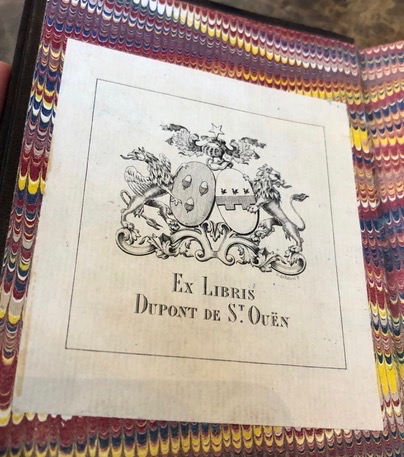 Ex Libris
Dupont de Sᵀ. Ouën